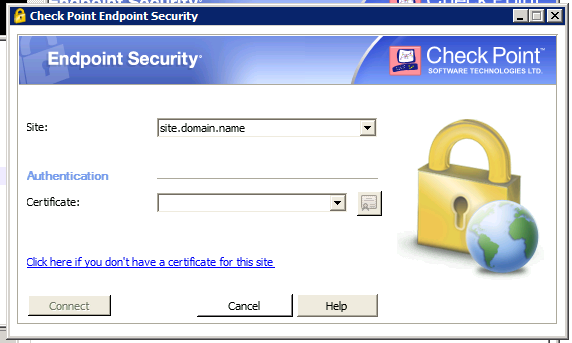 Check Point Endpoint Security
Endpoint Security
Check Point™
SOFTWARE TECHNOLOGIES LTD.
Site:
site.domain.name
Authentication
Certificate:
Click here if you don't have a certificate for this site
Connect
Cancel
Help